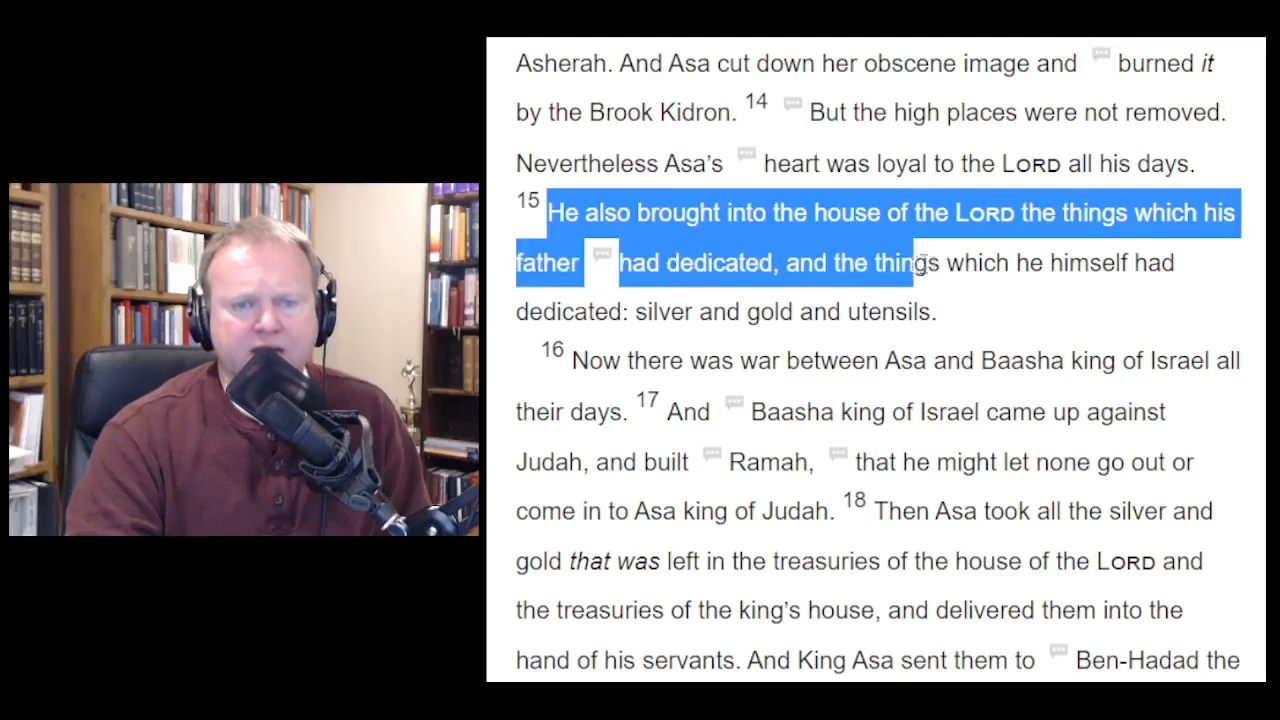 Asherah. And Asa cut down her obscene image and burned it
by the Brook Kidron. 14 But the high places were not removed.
Nevertheless Asa’s heart was loyal to the LORD all his days.
15 He also brought into the house of the LORD the things which his
father had dedicated, and the things which he himself had
dedicated: silver and gold and utensils.
16 Now there was war between Asa and Baasha king of Israel all
their days. 17 And Baasha king of Israel came up against
Judah, and built Ramah, that he might let none go out or
come in to Asa king of Judah. 18 Then Asa took all the silver and
gold that was left in the treasuries of the house of the LORD and
the treasuries of the king’s house, and delivered them into the
hand of his servants. And King Asa sent them to Ben-Hadad the